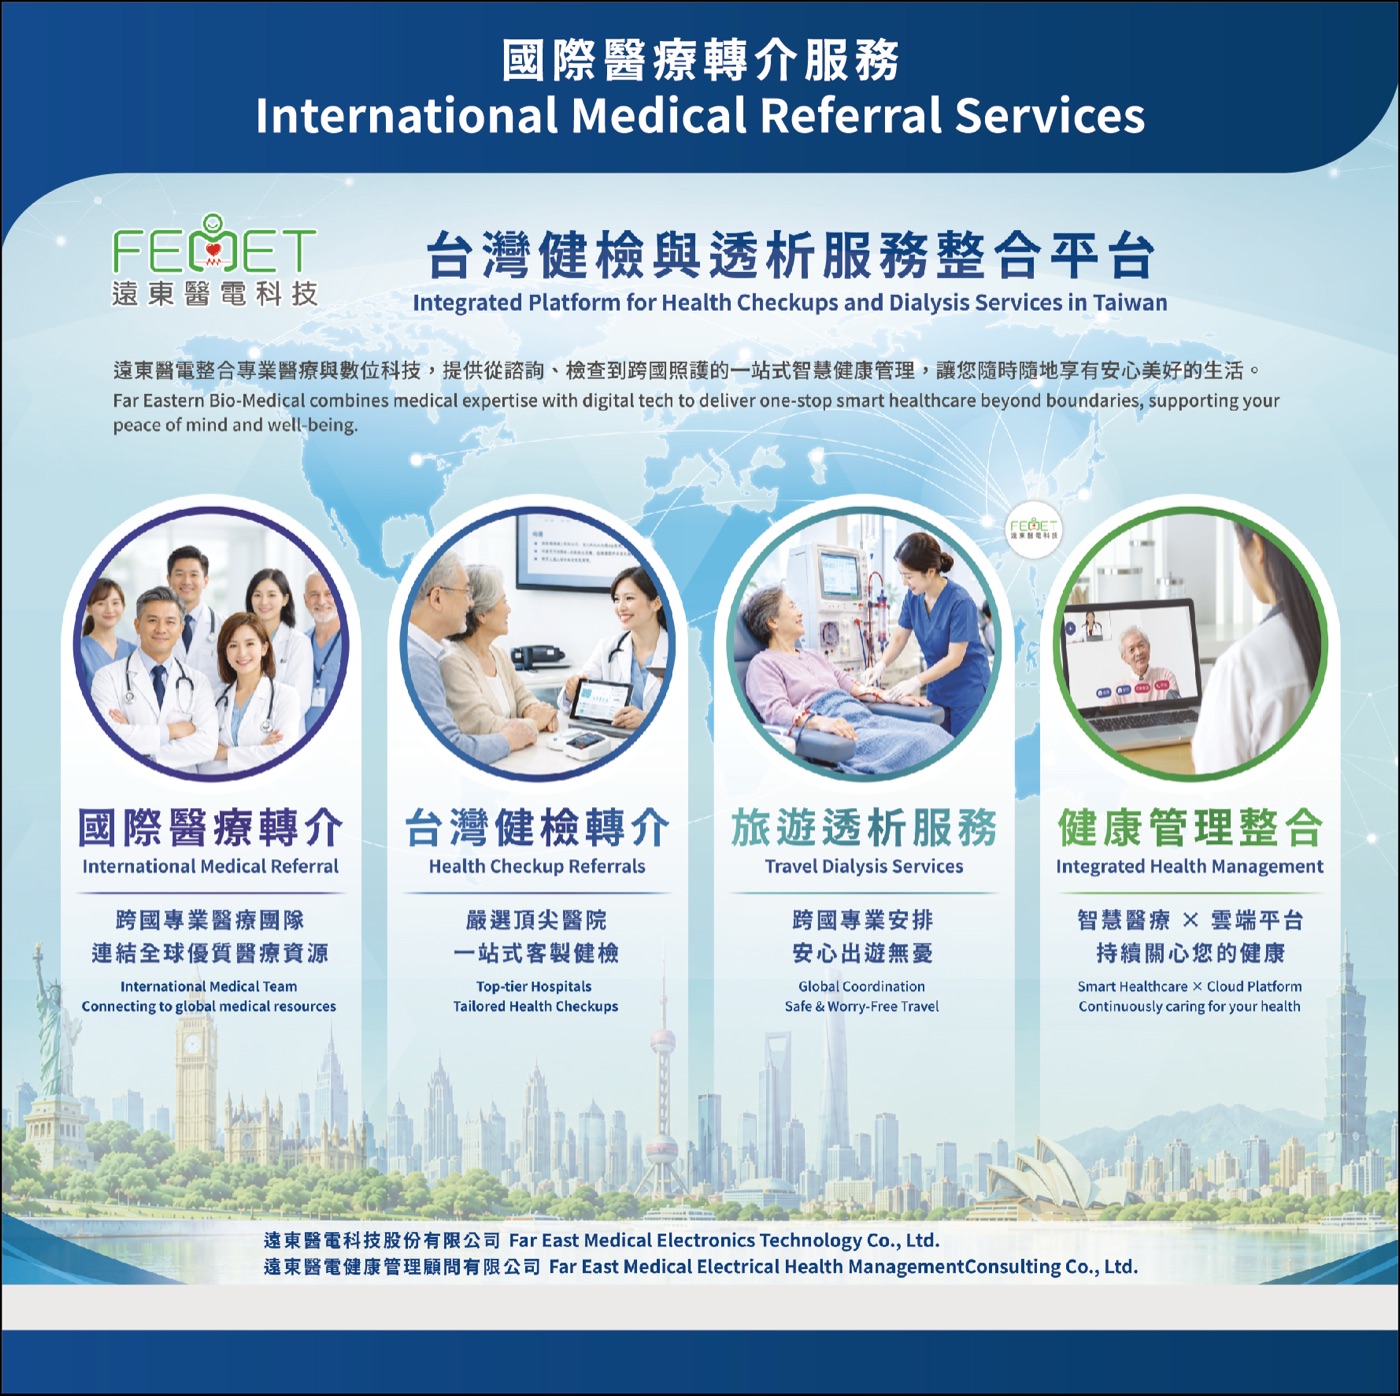 國際醫療轉介服務
International Medical Referral Services
FEMET
遠東醫電科技
台灣健檢與透析服務整合平台
Integrated Platform for Health Checkups and Dialysis Services in Taiwan
遠東醫電整合專業醫療與數位科技，提供從諮詢、檢查到跨國照護的一站式智慧健康管理，讓您隨時隨地享有安心美好的生活。
Far Eastern Bio-Medical combines medical expertise with digital tech to deliver one-stop smart healthcare beyond boundaries, supporting your
peace of mind and well-being.
FEMET
遠東醫電科技
國際醫療轉介
International Medical Referral
跨國專業醫療團隊
連結全球優質醫療資源
International Medical Team
Connecting to global medical resources
台灣健檢轉介
Health Checkup Referrals
嚴選頂尖醫院
一站式客製健檢
Top-tier Hospitals
Tailored Health Checkups
旅遊透析服務
Travel Dialysis Services
跨國專業安排
安心出遊無憂
Global Coordination
Safe & Worry-Free Travel
健康管理整合
Integrated Health Management
智慧醫療 × 雲端平台
持續關心您的健康
Smart Healthcare × Cloud Platform
Continuously caring for your health
遠東醫電科技股份有限公司 Far East Medical Electronics Technology Co., Ltd.
遠東醫電健康管理顧問有限公司 Far East Medical Electrical Health ManagementConsulting Co., Ltd.